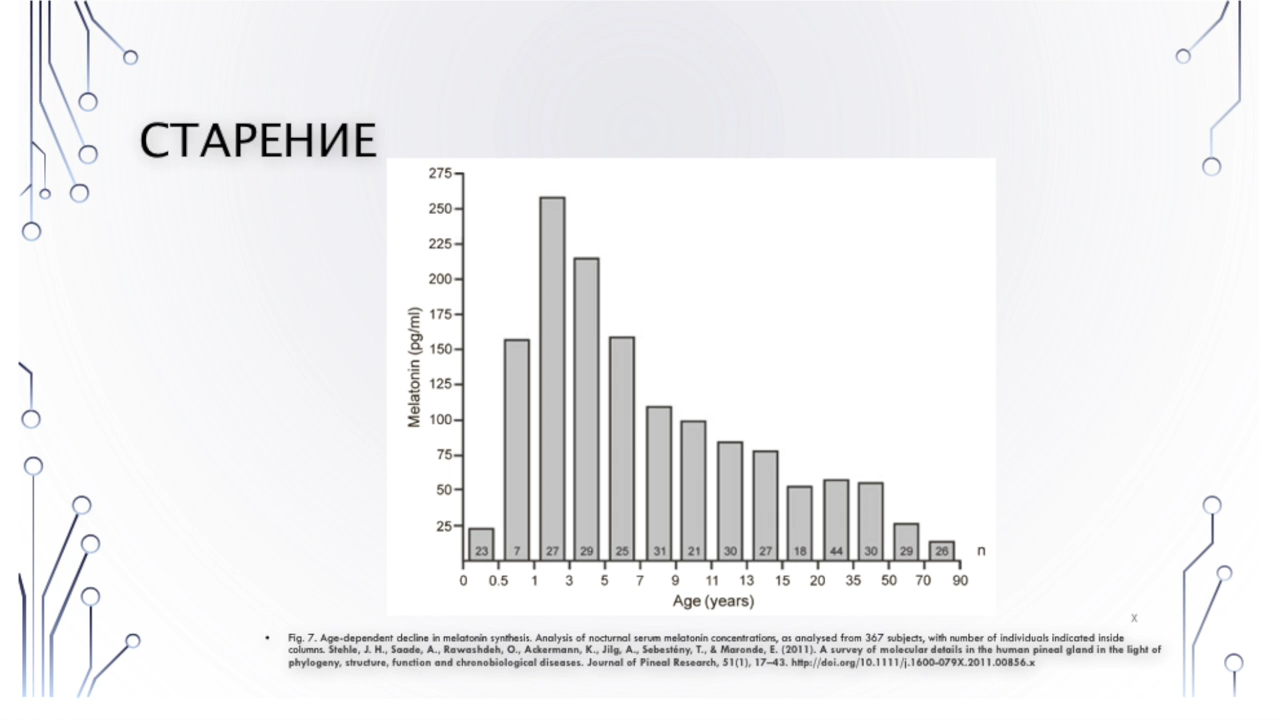 СТАРЕНИЕ
275
250
225
200
175
150
125
100
75
50
25
Melatonin (pg/ml)
23 7 27 29 25 31 21 30 27 18 44 30 29 26 n
0 0.5 1 3 5 7 9 11 13 15 20 35 50 70 90
Age (years)
x
• Fig. 7. Age-dependent decline in melatonin synthesis. Analysis of nocturnal serum melatonin concentrations, as analysed from 367 subjects, with number of individuals indicated inside
columns. Stehle, J. H., Saade, A., Rawashdeh, O., Ackermann, K., Jilg, A., Sebestény, T., & Maronde, E. (2011). A survey of molecular details in the human pineal gland in the light of
phylogeny, structure, function and chronobiological diseases. Journal of Pineal Research, 51(1), 17–43. http://doi.org/10.1111/j.1600-079X.2011.00856.x